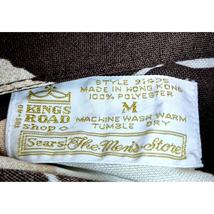 STYLE 91495
MADE IN HONG KONG
100% POLYESTER
KINGS
ROAD
shop
M
MACHINE WASH WARM
TUMBLE DRY
Sears The Men's Store